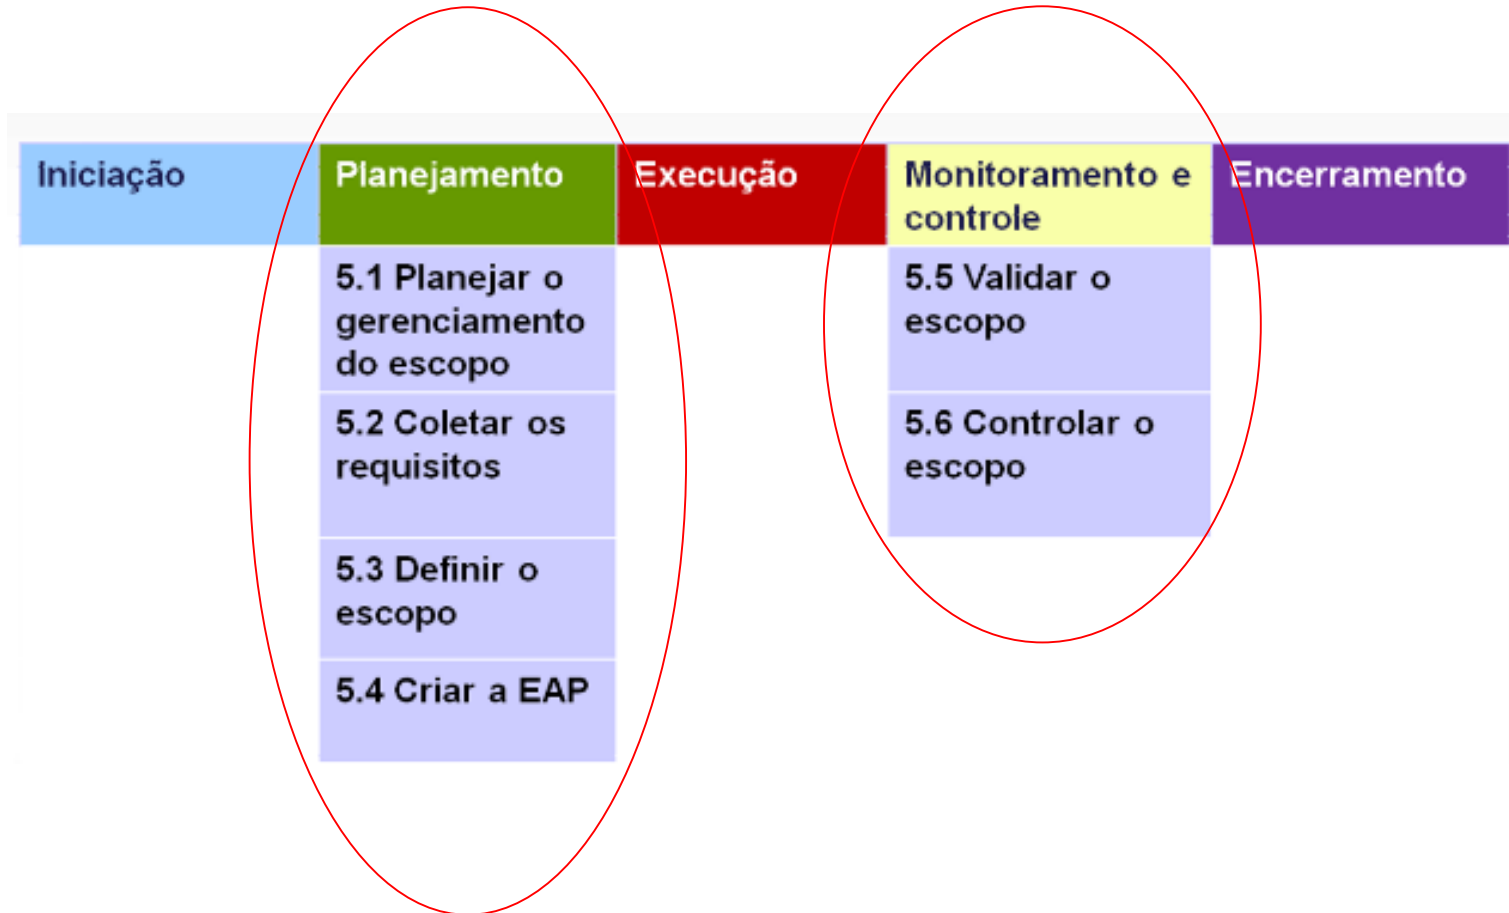 Iniciação
Planejamento
Execução
Monitoramento e
controle
Encerramento
5.1 Planejar o
gerenciamento
do escopo
5.2 Coletar os
requisitos
5.3 Definir o
escopo
5.4 Criar a EAP
5.5 Validar o
escopo
5.6 Controlar o
escopo